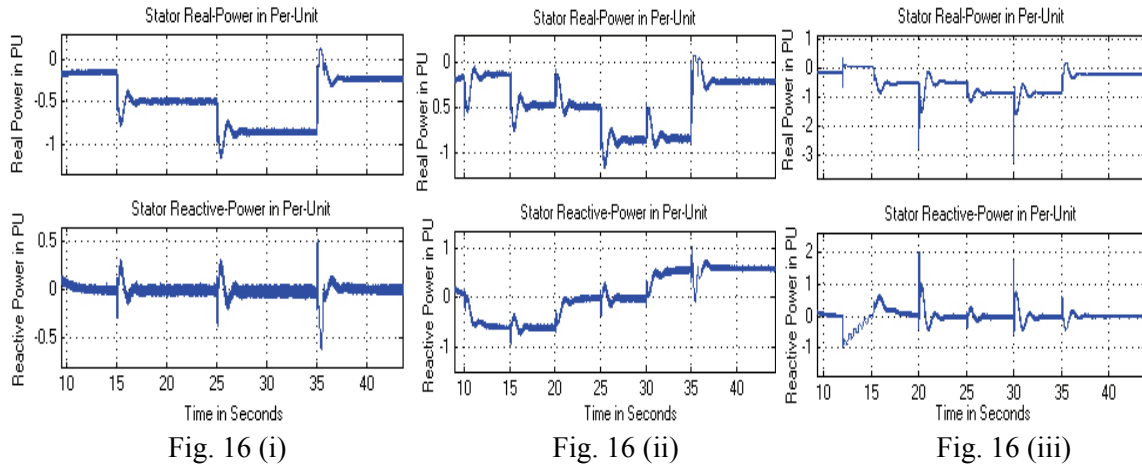 Stator Real-Power in Per-Unit
Real Power in PU
0
-0.5
1
Stator Reactive-Power in Per-Unit
Reactive Power in PU
0.5
0
0.5
10 15 20 25 30 35 40
Time in Seconds
Fig. 16 (i)
Stator Real-Power in Per-Unit
Real Power in PU
0
-0.5
1
Stator Reactive-Power in Per-Unit
Reactive Power in PU
1
0
1
10 15 20 25 30 35 40
Time in Seconds
Fig. 16 (ii)
Stator Real-Power in Per-Unit
Real Power in PU
1
0
-1
-2
-3
Stator Reactive-Power in Per-Unit
Reactive Power in PU
2
1
0
1
10 15 20 25 30 35 40
Time in Seconds
Fig. 16 (iii)